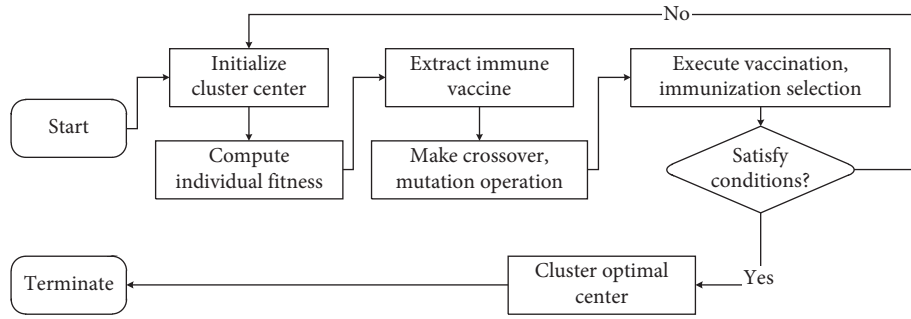 No
Initialize
cluster center
Extract immune
vaccine
Execute vaccination,
immunization selection
Start
Compute
individual fitness
Make crossover,
mutation operation
Satisfy
conditions?
Yes
Terminate
Cluster optimal
center